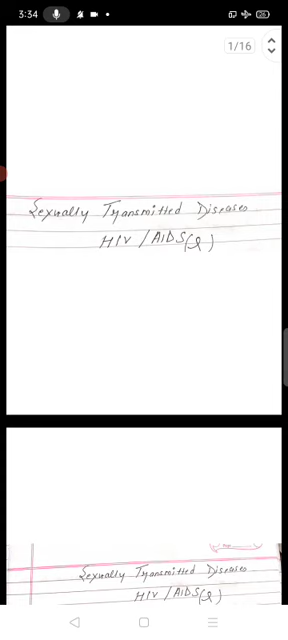 3:34
1/16
Sexually Transmitted Diseases
HIV / AIDS
Sexually Transmitted Diseases
HIV / AIDS